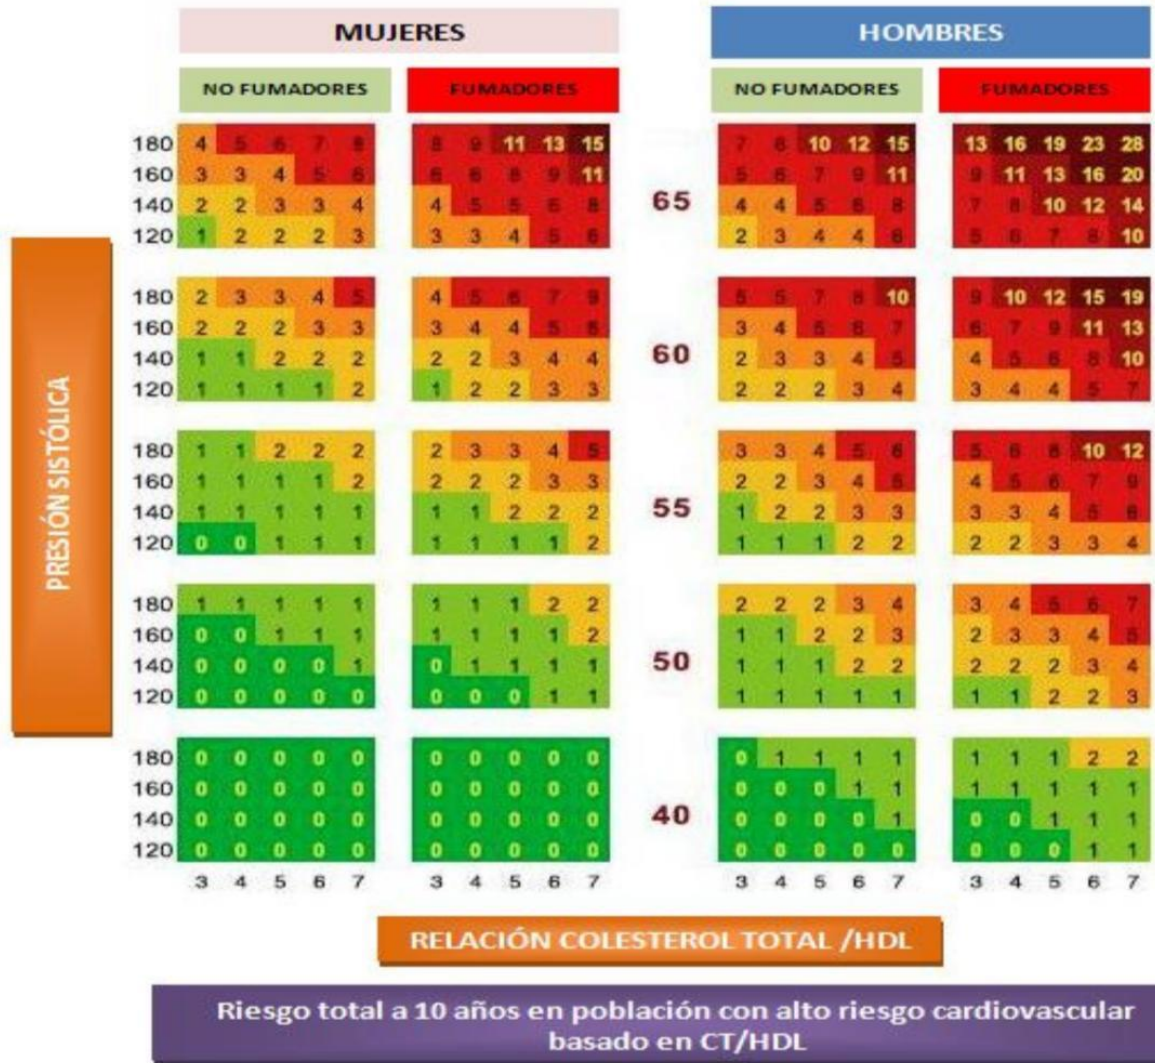 MUJERES HOMBRES
NO FUMADORES FUMADORES NO FUMADORES FUMADORES
180 4 5 6 7 8 8 9 11 13 15 7 8 10 12 15 13 16 19 23 28
160 3 3 4 5 6 6 6 8 9 11 5 6 7 9 11 9 11 13 16 20
65
140 2 2 3 3 4 4 5 5 6 8 4 4 5 6 8 7 8 10 12 14
120 1 2 2 2 3 3 3 4 5 6 2 3 4 4 6 5 6 7 8 10
180 2 3 3 4 5 4 5 6 7 9 5 5 7 8 10 9 10 12 15 19
160 2 2 2 3 3 3 4 4 5 6 3 4 5 6 7 6 7 9 11 13
60
140 1 1 2 2 2 2 2 3 4 4 2 3 3 4 5 4 5 6 8 10
120 1 1 1 1 2 1 2 2 3 3 2 2 2 3 4 3 4 4 5 7
PRESIÓN SISTÓLICA
180 1 1 2 2 2 2 3 3 4 5 3 3 4 5 6 5 6 8 10 12
160 1 1 1 1 2 2 2 2 3 3 2 2 3 4 5 4 5 6 7 9
55
140 1 1 1 1 1 1 1 2 2 2 1 2 2 3 3 3 3 4 5 6
120 0 0 1 1 1 1 1 1 1 2 1 1 1 2 2 2 2 3 3 4
180 1 1 1 1 1 1 1 1 2 2 2 2 2 3 4 3 4 5 6 7
160 0 0 1 1 1 1 1 1 1 2 1 1 2 2 3 2 3 3 4 5
50
140 0 0 0 0 1 0 1 1 1 1 1 1 1 2 2 2 2 2 3 4
120 0 0 0 0 0 0 0 0 1 1 1 1 1 1 1 1 1 2 2 3
180 0 0 0 0 0 0 0 0 0 0 0 1 1 1 1 1 1 1 2 2
160 0 0 0 0 0 0 0 0 0 0 0 0 0 1 1 1 1 1 1 1
40
140 0 0 0 0 0 0 0 0 0 0 0 0 0 0 1 0 0 1 1 1
120 0 0 0 0 0 0 0 0 0 0 0 0 0 0 0 0 0 0 1 1
3 4 5 6 7 3 4 5 6 7 3 4 5 6 7 3 4 5 6 7
RELACIÓN COLESTEROL TOTAL /HDL
Riesgo total a 10 años en población con alto riesgo cardiovascular
basado en CT/HDL